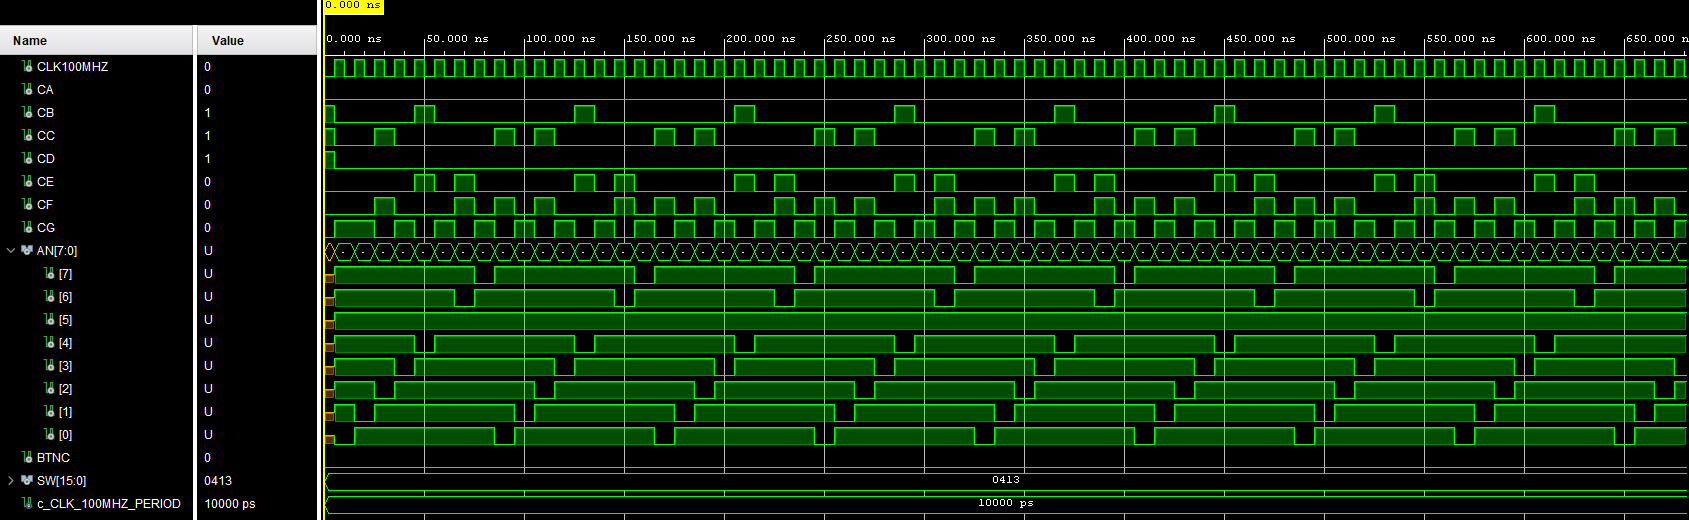 0.000 ns
Name Value
0.000 ns 50.000 ns 100.000 ns 150.000 ns 200.000 ns 250.000 ns 300.000 ns 350.000 ns 400.000 ns 450.000 ns 500.000 ns 550.000 ns 600.000 ns 650.000 n
CLK100MHZ 0
CA 0
CB 1
CC 1
CD 1
CE 0
CF 0
CG 0
AN[7:0] U
[7] U
[6] U
[5] U
[4] U
[3] U
[2] U
[1] U
[0] U
BTNC 0
SW[15:0] 0413 0413
c_CLK_100MHZ_PERIOD 10000 ps 10000 ps